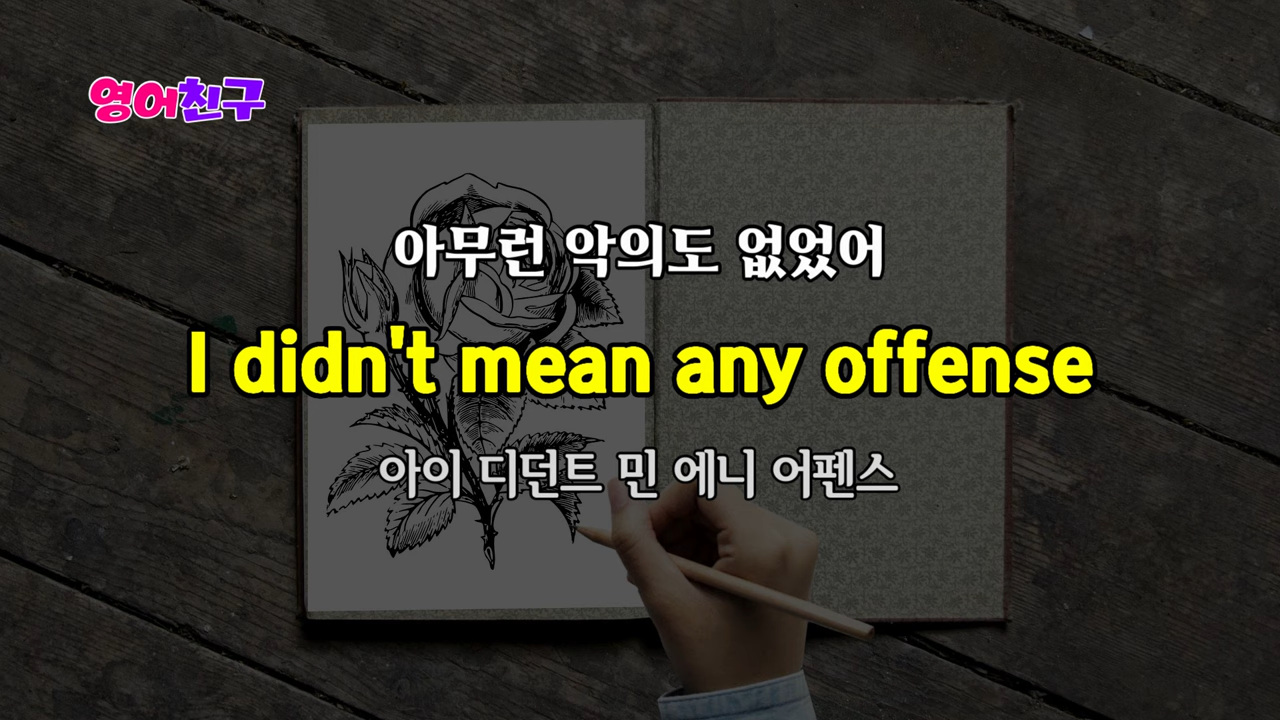 영어친구
아무런 악의도 없었어
I didn't mean any offense
아이 디던트 민 에니 어펜스